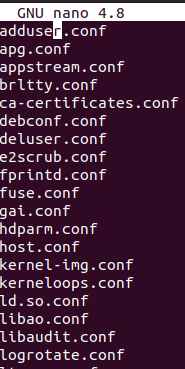 GNU nano 4.8
adduser.conf
apg.conf
appstream.conf
brltty.conf
ca-certificates.conf
debconf.conf
deluser.conf
e2scrub.conf
fprintd.conf
fuse.conf
gai.conf
hdparm.conf
host.conf
kernel-img.conf
kerneloops.conf
ld.so.conf
libao.conf
libaudit.conf
logrotate.conf